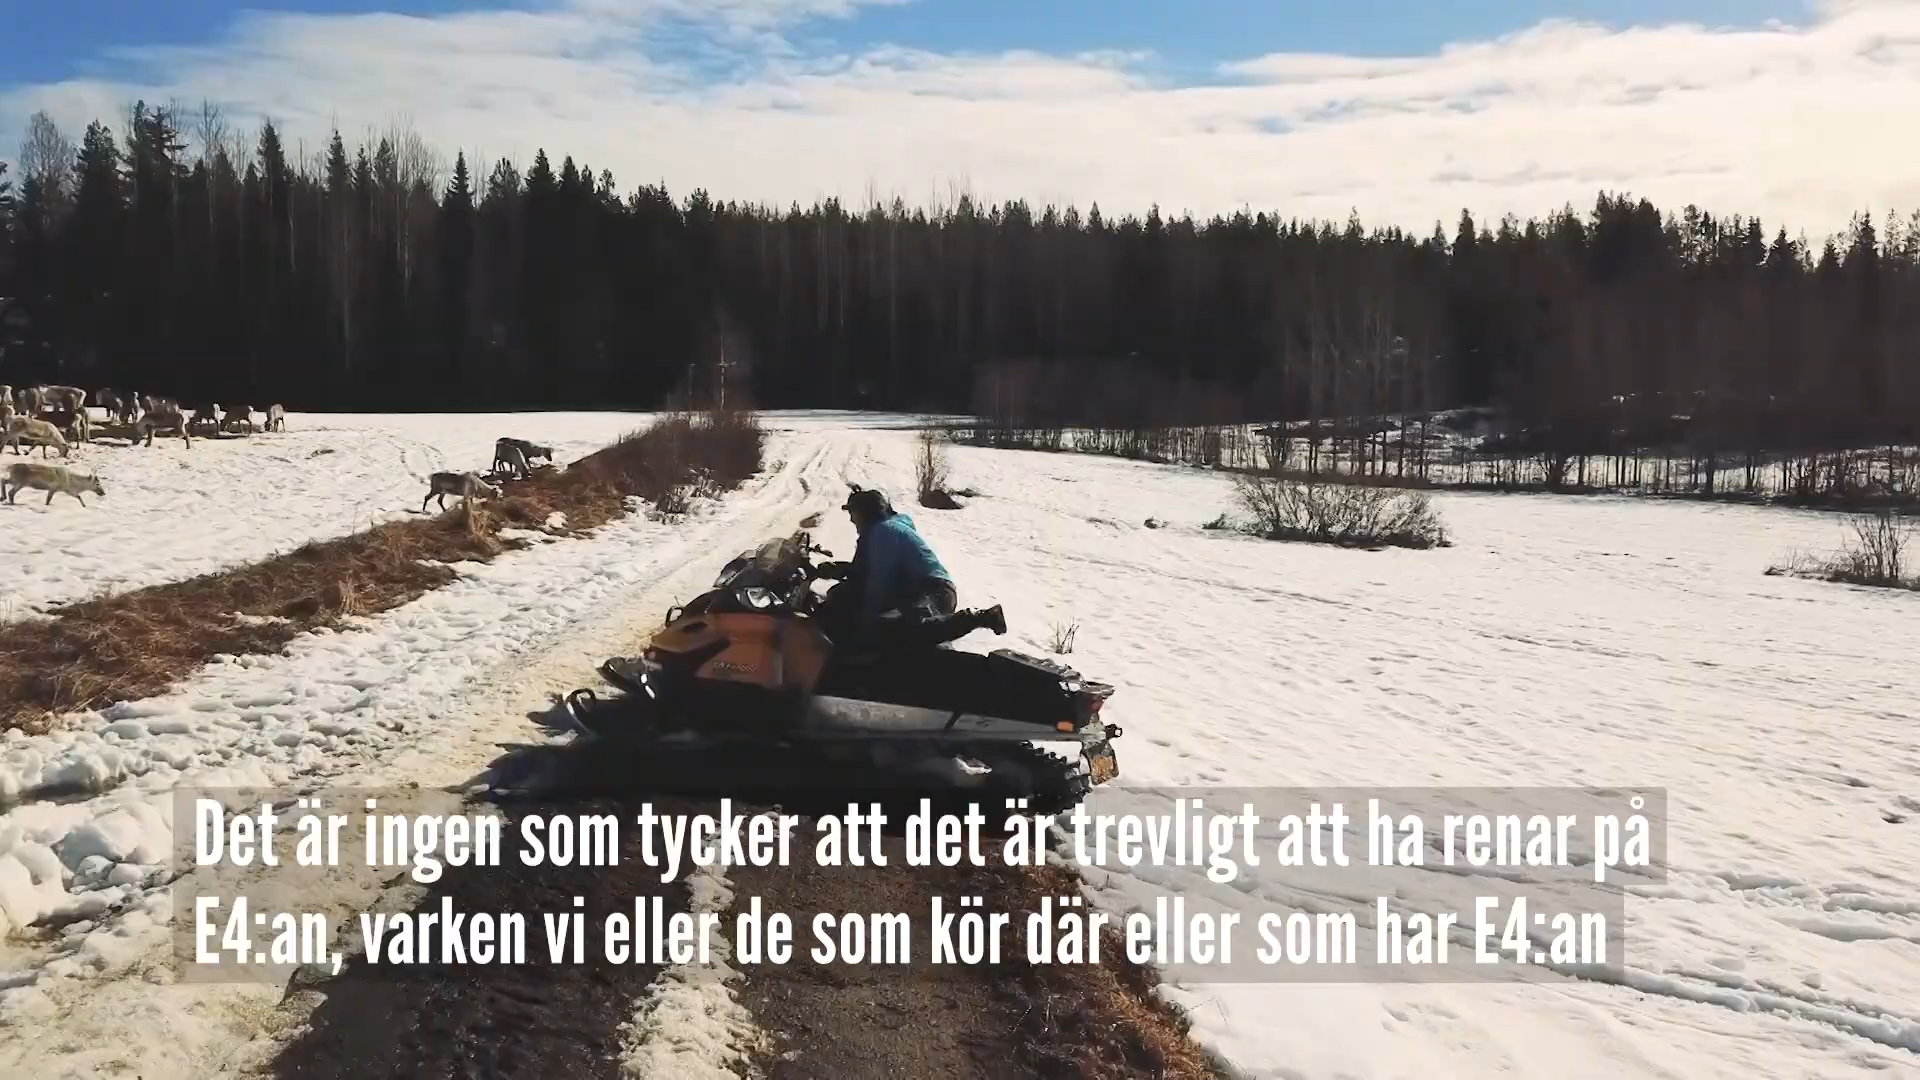 Det är ingen som tycker att det är trevligt att ha renar på
E4:an, varken vi eller de som kör där eller som har E4:an